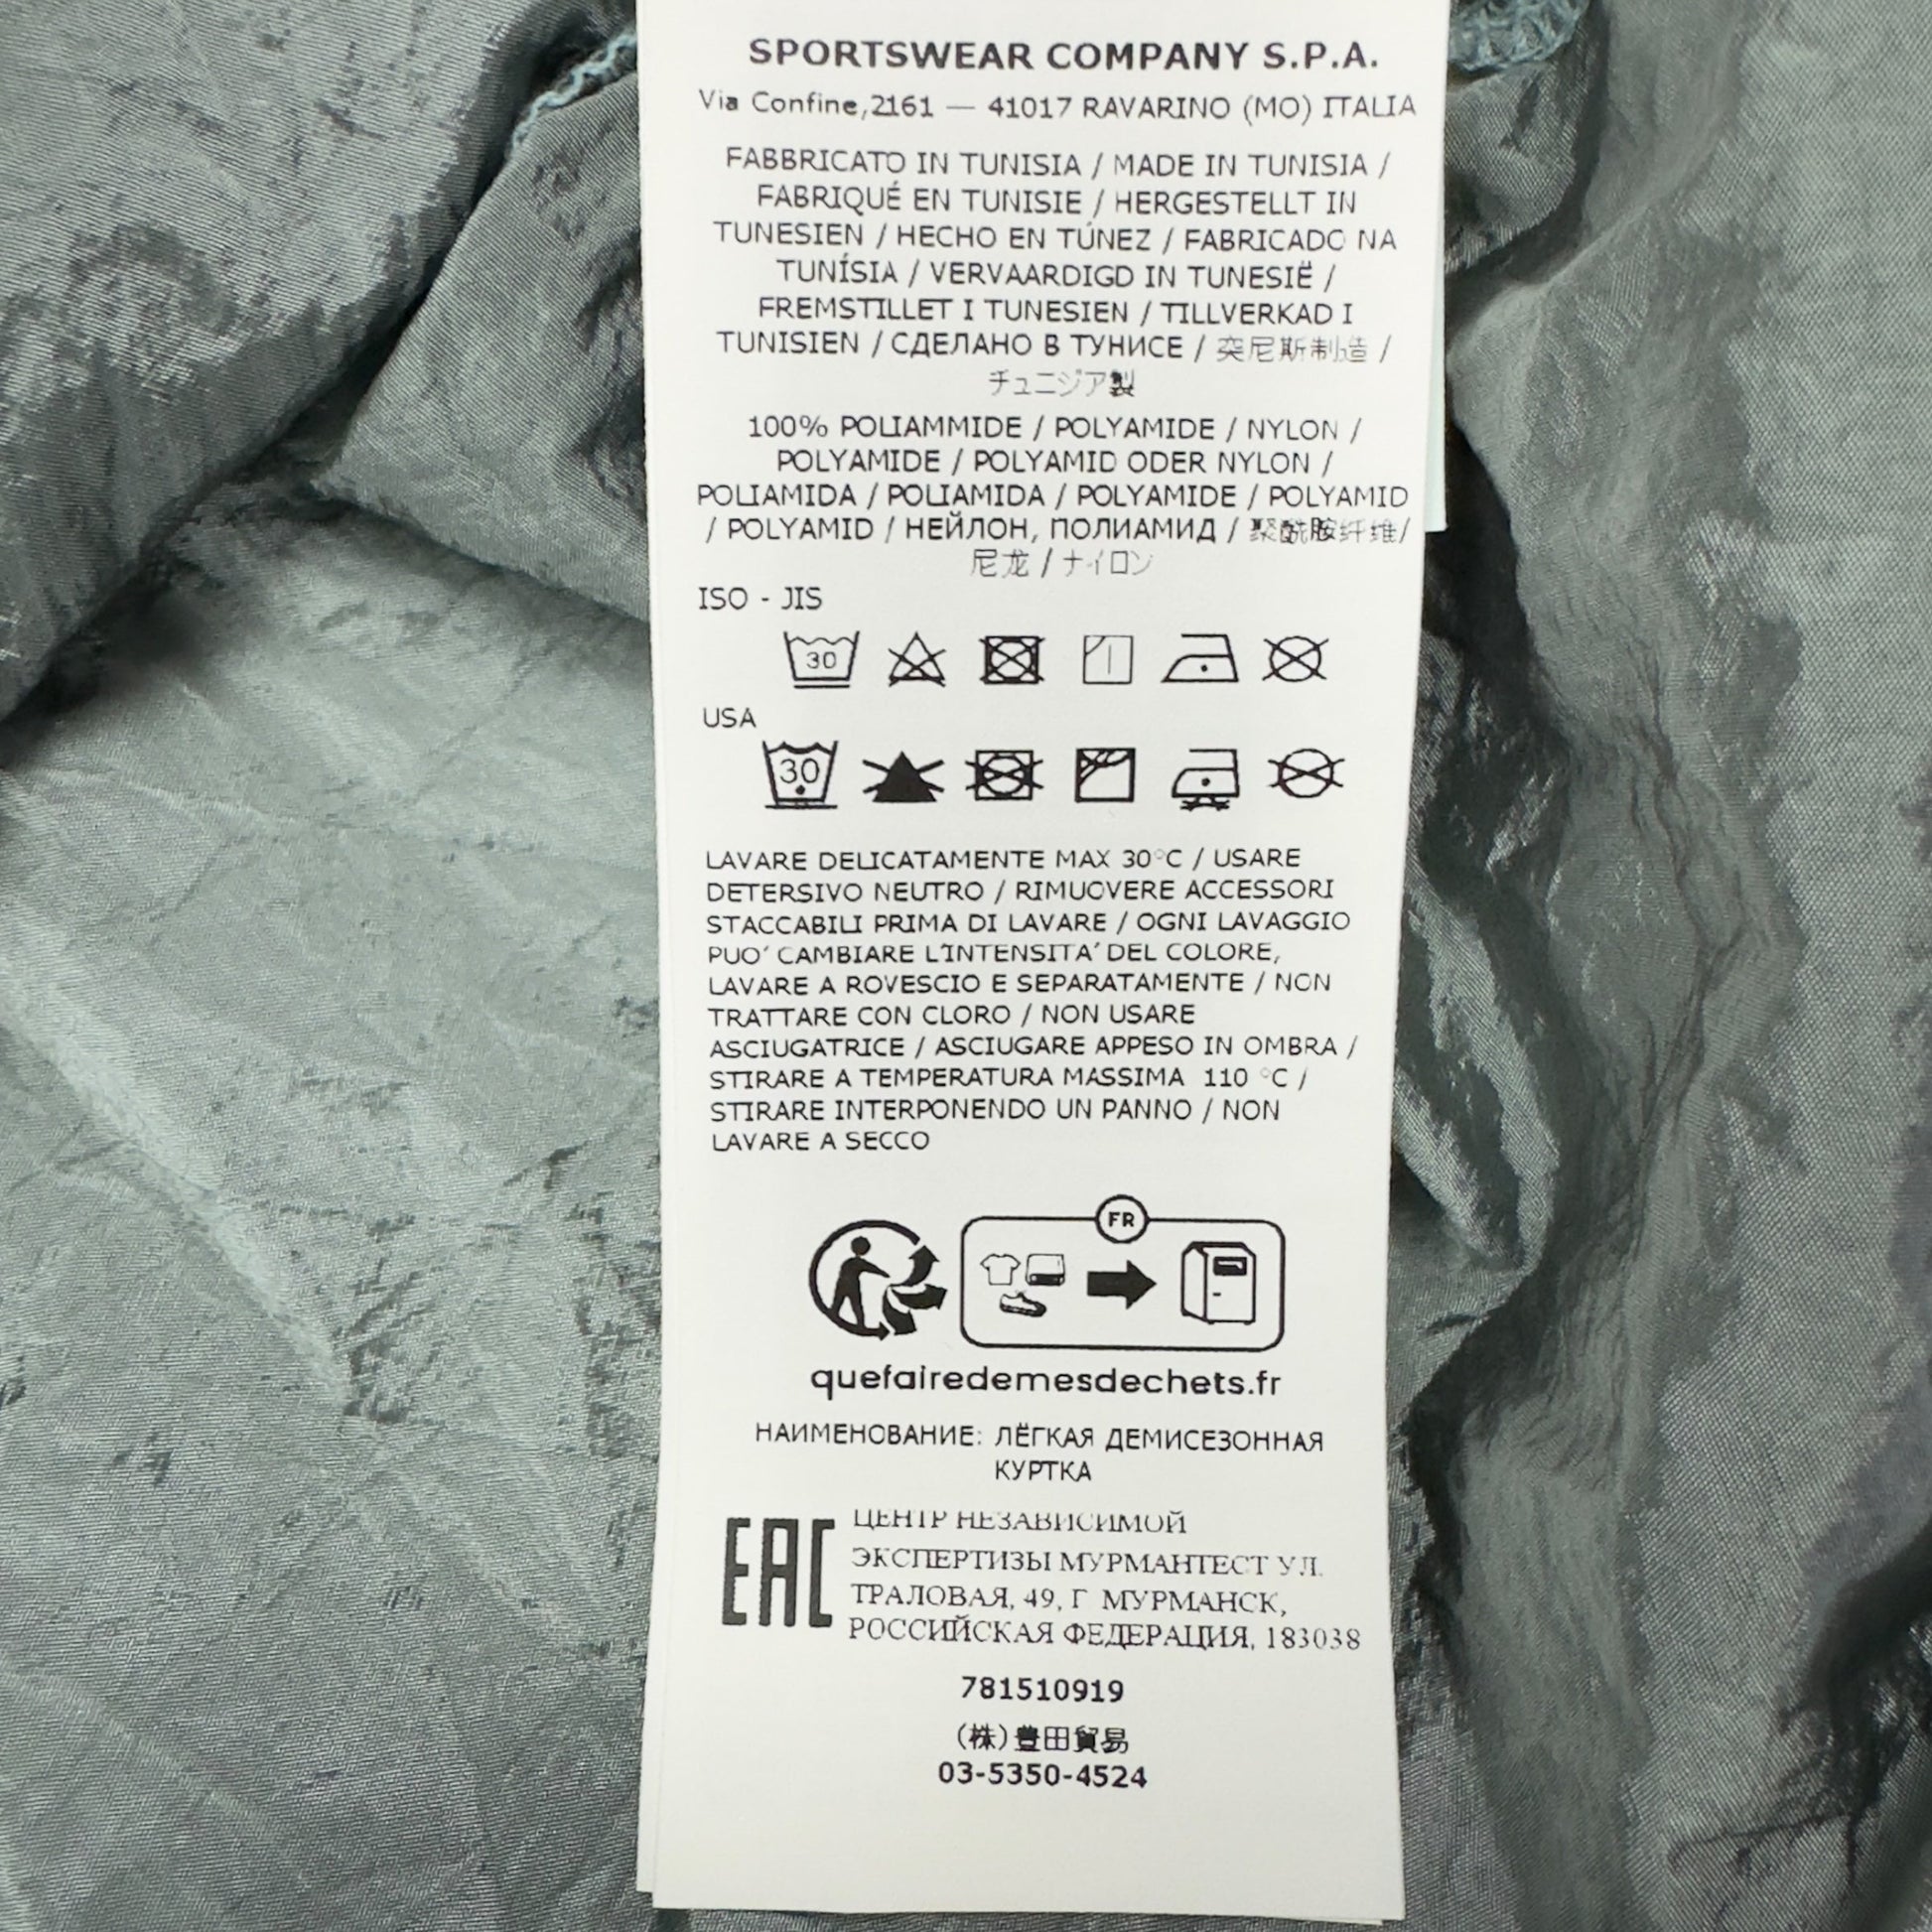 SPORTSWEAR COMPANY S.P.A.
Via Confine,2161 — 41017 RAVARINO (MO) ITALIA
FABBRICATO IN TUNISIA / MADE IN TUNISIA /
FABRIQUÉ EN TUNISIE / HERGESTELLT IN
TUNESIEN / HECHO EN TÚNEZ / FABRICADO NA
TUNÍSIA / VERVAARDIGD IN TUNESIË /
FREMSTILLET I TUNESIEN / TILLVERKAD I
TUNISIEN / СДЕЛАНО В ТУНИСЕ / 突尼斯制造 /
チュニジア製
100% POLIAMMIDE / POLYAMIDE / NYLON /
POLYAMIDE / POLYAMID ODER NYLON /
POLIAMIDA / POLIAMIDA / POLYAMIDE / POLYAMID
/ POLYAMID / НЕЙЛОН, ПОЛИАМИД / 聚酰胺纤维/
尼龙 / ナイロン
ISO - JIS
30
USA
30
LAVARE DELICATAMENTE MAX 30°C / USARE
DETERSIVO NEUTRO / RIMUOVERE ACCESSORI
STACCABILI PRIMA DI LAVARE / OGNI LAVAGGIO
PUO' CAMBIARE L'INTENSITA' DEL COLORE,
LAVARE A ROVESCIO E SEPARATAMENTE / NON
TRATTARE CON CLORO / NON USARE
ASCIUGATRICE / ASCIUGARE APPESO IN OMBRA /
STIRARE A TEMPERATURA MASSIMA 110 °C /
STIRARE INTERPONENDO UN PANNO / NON
LAVARE A SECCO
FR
quefairedemesdechets.fr
НАИМЕНОВАНИЕ: ЛЁГКАЯ ДЕМИСЕЗОННАЯ
КУРТКА
EAC
ЦЕНТР НЕЗАВИСИМОЙ
ЭКСПЕРТИЗЫ МУРМАНТЕСТ УЛ.
ТРАЛОВАЯ, 49, Г МУРМАНСК,
РОССИЙСКАЯ ФЕДЕРАЦИЯ, 183038
781510919
(株)豊田貿易
03-5350-4524